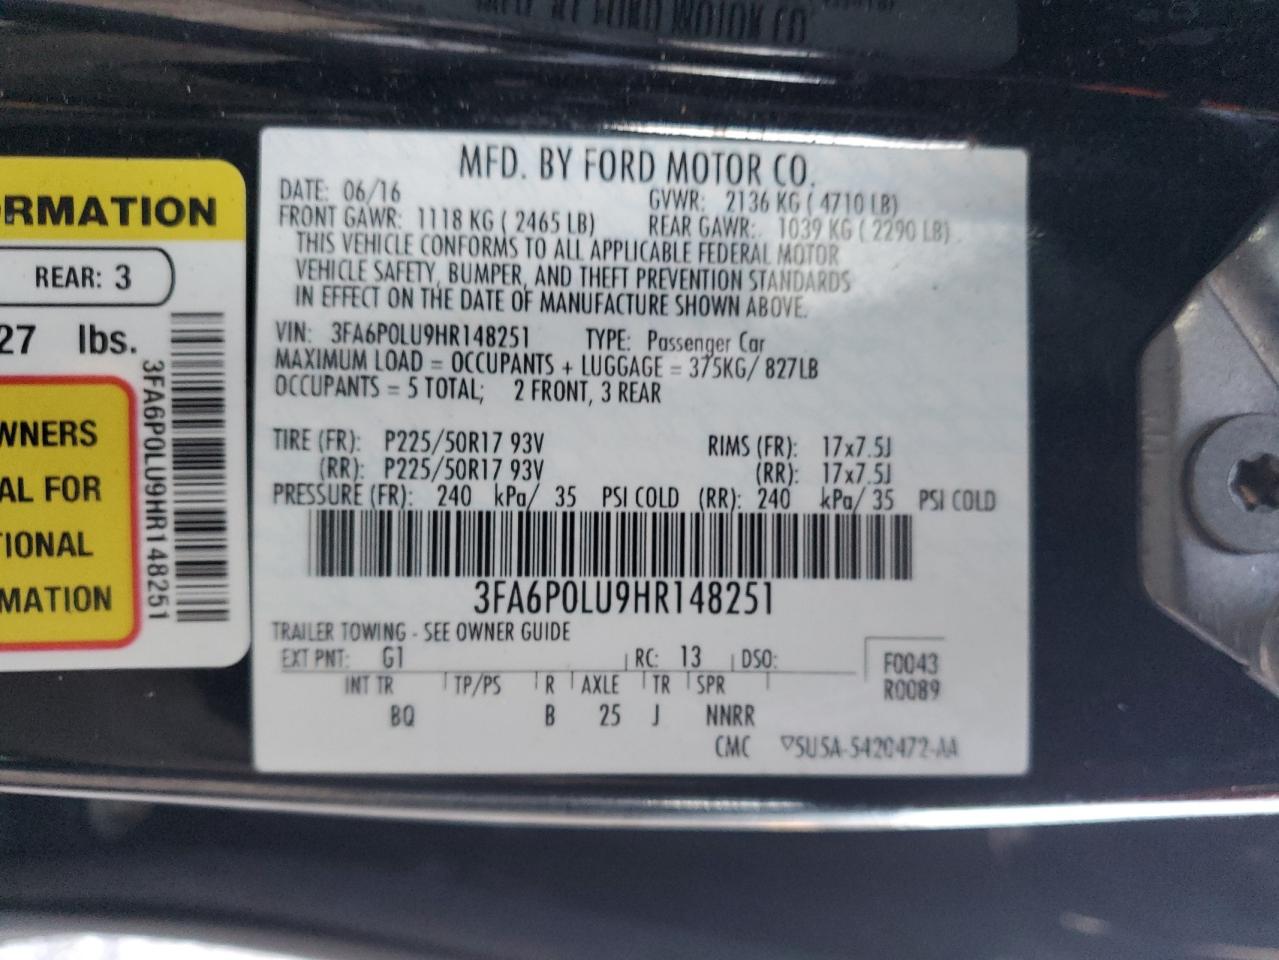 MFD. BY FORD MOTOR CO.
DATE: 06/16 GVWR: 2136 KG ( 4710 LB)
FRONT GAWR: 1118 KG ( 2465 LB) REAR GAWR: 1039 KG ( 2290 LB)
THIS VEHICLE CONFORMS TO ALL APPLICABLE FEDERAL MOTOR
VEHICLE SAFETY, BUMPER, AND THEFT PREVENTION STANDARDS
IN EFFECT ON THE DATE OF MANUFACTURE SHOWN ABOVE.
VIN: 3FA6P0LU9HR148251 TYPE: Passenger Car
MAXIMUM LOAD = OCCUPANTS + LUGGAGE = 375KG/ 827LB
OCCUPANTS = 5 TOTAL; 2 FRONT, 3 REAR
TIRE (FR): P225/50R17 93V RIMS (FR): 17x7.5J
(RR): P225/50R17 93V (RR): 17x7.5J
PRESSURE (FR): 240 kPa/ 35 PSI COLD (RR): 240 kPa/ 35 PSI COLD
3FA6P0LU9HR148251
TRAILER TOWING - SEE OWNER GUIDE
EXT PNT: G1 RC: 13 DSO: F0043
INT TR TP/PS R AXLE TR SPR R0089
BQ B 25 J NNRR
CMC ▽5U5A-5420472-AA
RMATION
REAR: 3
27 lbs.
3FA6P0LU9HR148251
WNERS
AL FOR
TIONAL
MATION
MFD. BY FORD MOTOR CO